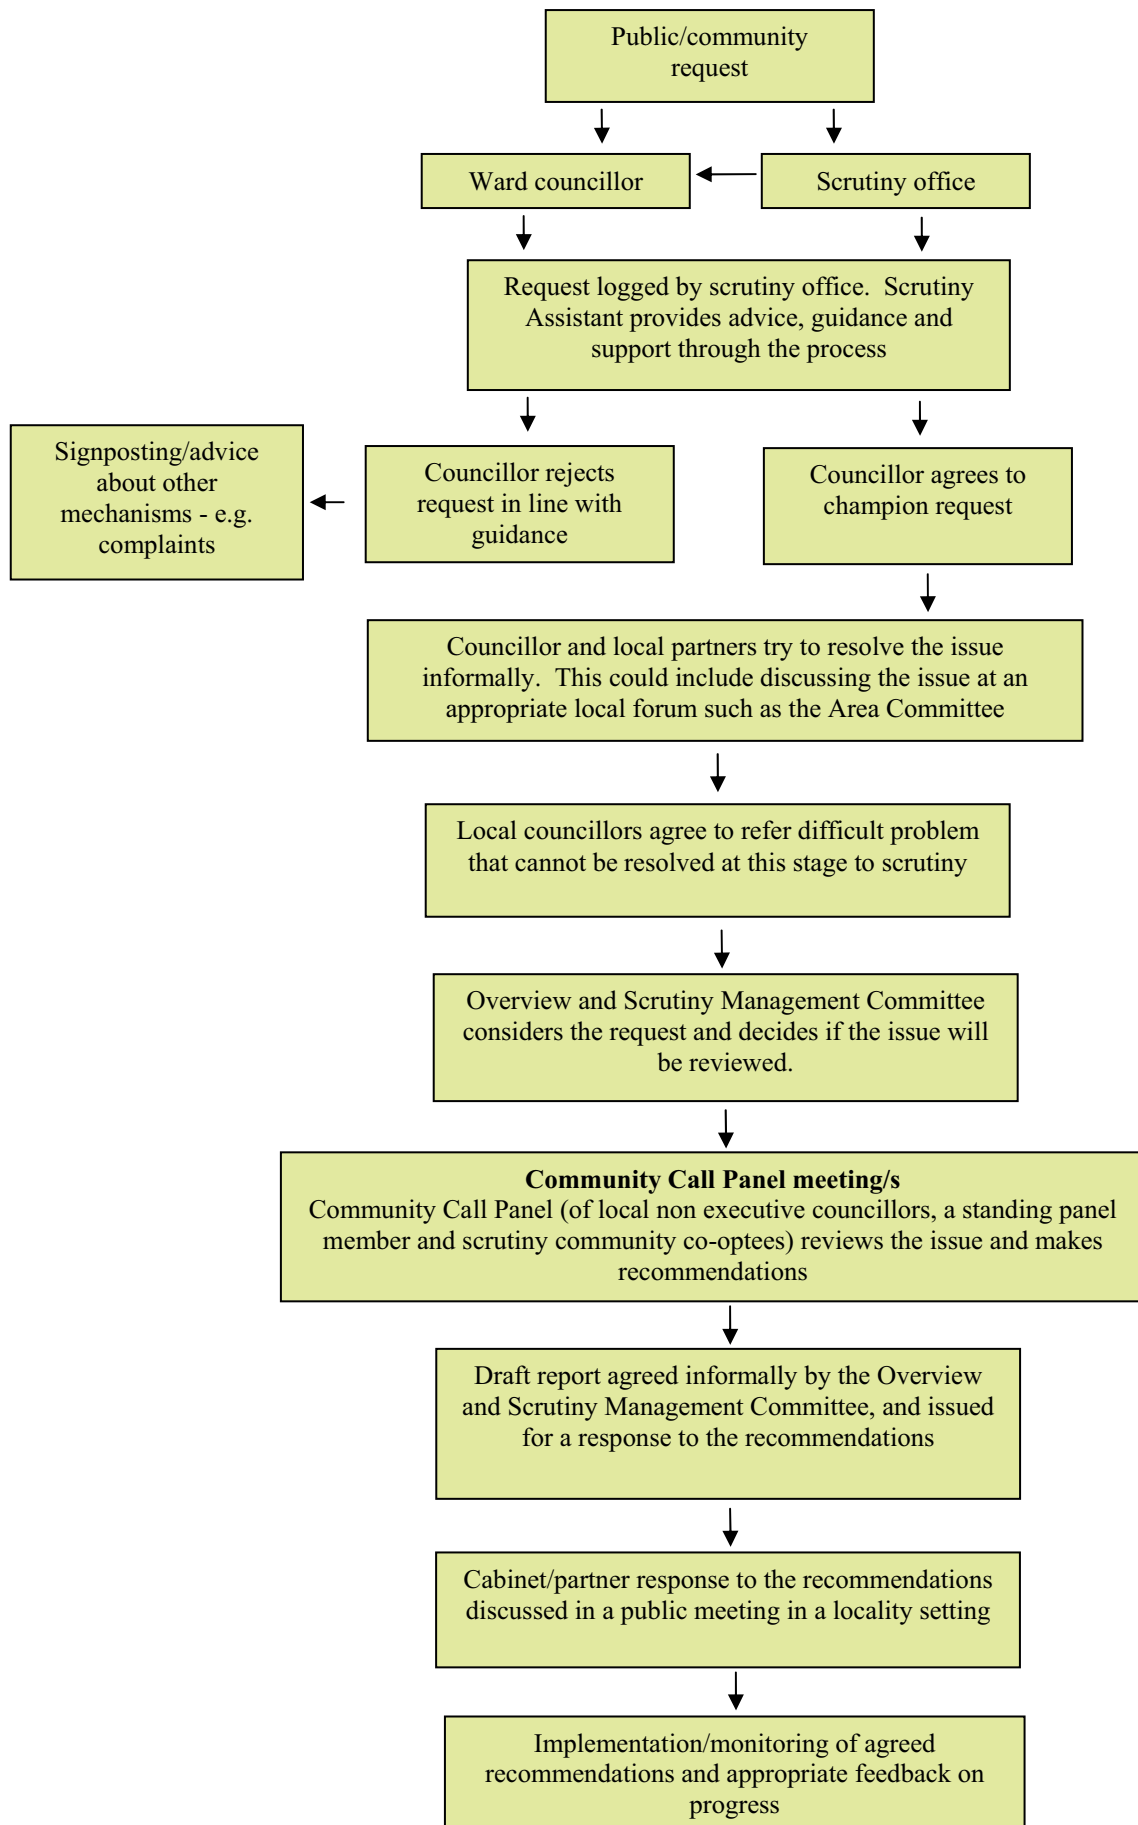 Public/community
request
Ward councillor
Scrutiny office
Request logged by scrutiny office.  Scrutiny
Assistant provides advice, guidance and
support through the process
Signposting/advice
about other
mechanisms - e.g.
complaints
Councillor rejects
request in line with
guidance
Councillor agrees to
champion request
Councillor and local partners try to resolve the issue
informally.  This could include discussing the issue at an
appropriate local forum such as the Area Committee
Local councillors agree to refer difficult problem
that cannot be resolved at this stage to scrutiny
Overview and Scrutiny Management Committee
considers the request and decides if the issue will
be reviewed.
Community Call Panel meeting/s
Community Call Panel (of local non executive councillors, a standing panel
member and scrutiny community co-optees) reviews the issue and makes
recommendations
Draft report agreed informally by the Overview
and Scrutiny Management Committee, and issued
for a response to the recommendations
Cabinet/partner response to the recommendations
discussed in a public meeting in a locality setting
Implementation/monitoring of agreed
recommendations and appropriate feedback on
progress